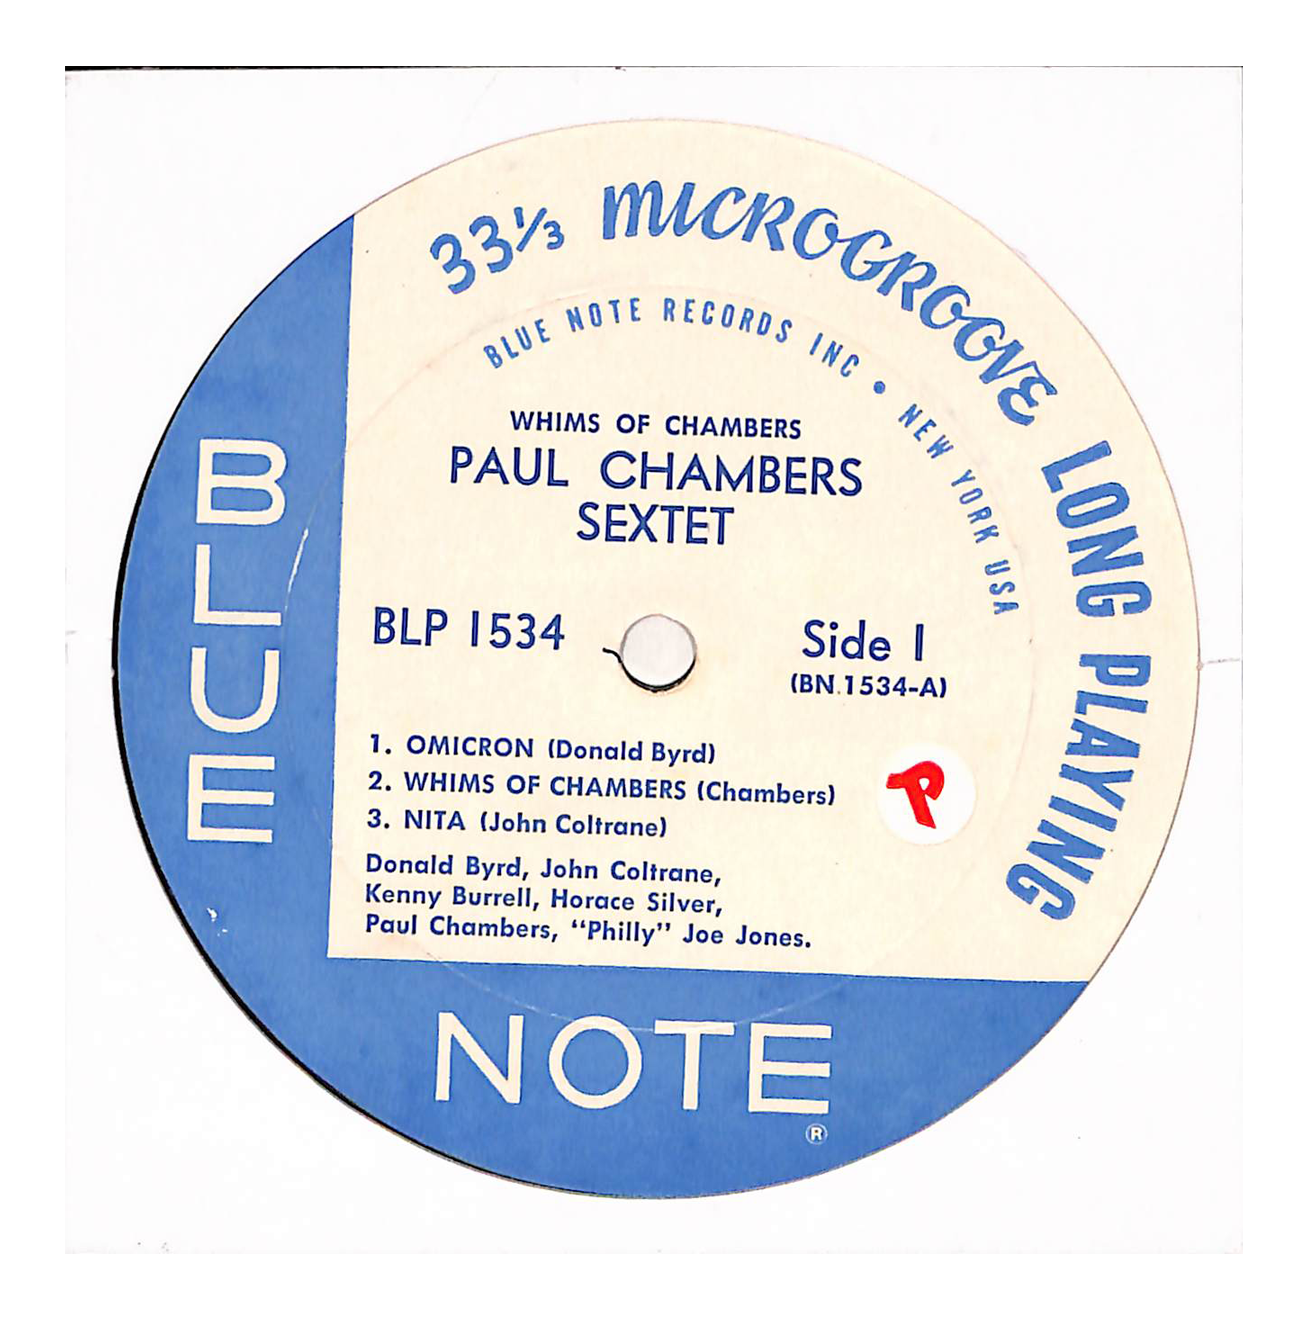 33⅓ MICROGROOVE LONG PLAYING
BLUE NOTE RECORDS INC • NEW YORK USA
WHIMS OF CHAMBERS
PAUL CHAMBERS
SEXTET
BLP 1534
Side 1
(BN.1534-A)
1. OMICRON (Donald Byrd)
2. WHIMS OF CHAMBERS (Chambers)
3. NITA (John Coltrane)
P
Donald Byrd, John Coltrane,
Kenny Burrell, Horace Silver,
Paul Chambers, “Philly” Joe Jones.
BLUE
NOTE
®